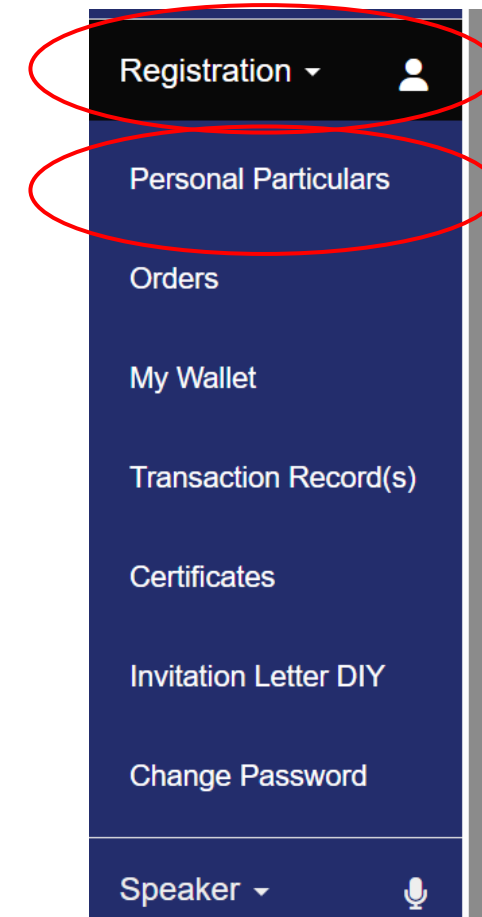 Registration
Personal Particulars
Orders
My Wallet
Transaction Record(s)
Certificates
Invitation Letter DIY
Change Password
Speaker